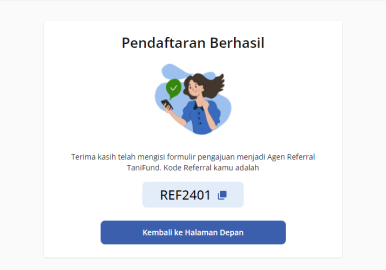 Pendaftaran Berhasil
Terima kasih telah mengisi formulir pengajuan menjadi Agen Referral
TaniFund. Kode Referral kamu adalah
REF2401
Kembali ke Halaman Depan